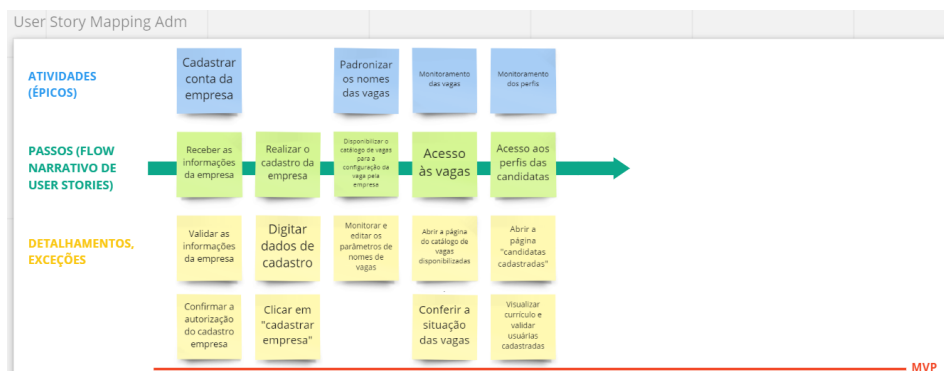 User Story Mapping Adm
ATIVIDADES
(ÉPICOS)
Cadastrar
conta da
empresa
Padronizar
os nomes
das vagas
Monitoramento
das vagas
Monitoramento
dos perfis
PASSOS (FLOW
NARRATIVO DE
USER STORIES)
Receber as
informações
da empresa
Realizar o
cadastro da
empresa
Disponibilizar o
catálogo de vagas
para a
configuração da
vaga pela
empresa
Acesso
às vagas
Acesso aos
perfis das
candidatas
DETALHAMENTOS,
EXCEÇÕES
Validar as
informações
da empresa
Digitar
dados de
cadastro
Monitorar e
editar os
parâmetros de
nomes de
vagas
Abrir a página
do catálogo de
vagas
disponibilizadas
Abrir a
página
"candidatas
cadastradas"
Confirmar a
autorização
do cadastro
empresa
Clicar em
"cadastrar
empresa"
Conferir a
situação
das vagas
Visualizar
currículo e
validar
usuárias
cadastradas
MVP